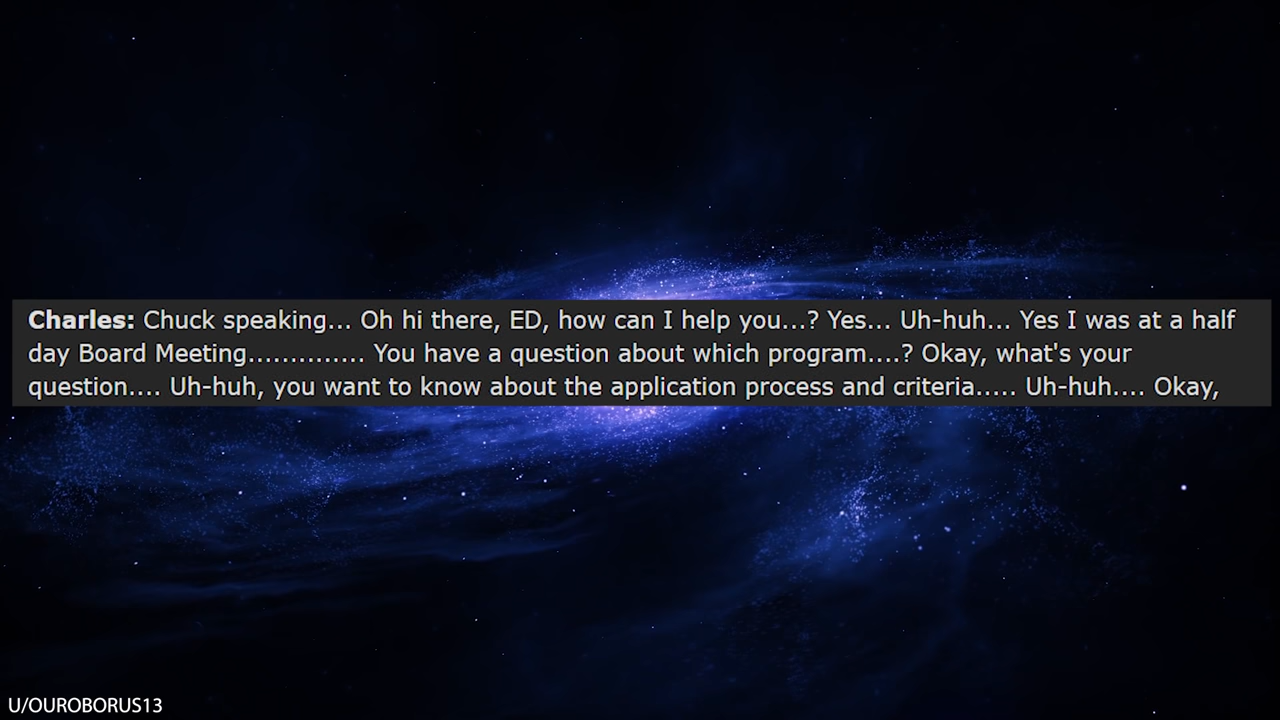 Charles: Chuck speaking... Oh hi there, ED, how can I help you...? Yes... Uh-huh... Yes I was at a half
day Board Meeting.............. You have a question about which program....? Okay, what's your
question.... Uh-huh, you want to know about the application process and criteria..... Uh-huh.... Okay,
U/OUROBORUS13